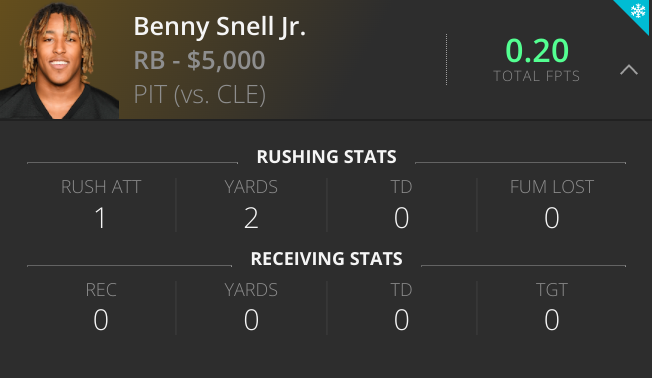 Benny Snell Jr.
RB - $5,000
PIT (vs. CLE)
0.20
TOTAL FPTS
RUSHING STATS
RUSH ATT YARDS TD FUM LOST
1 2 0 0
RECEIVING STATS
REC YARDS TD TGT
0 0 0 0